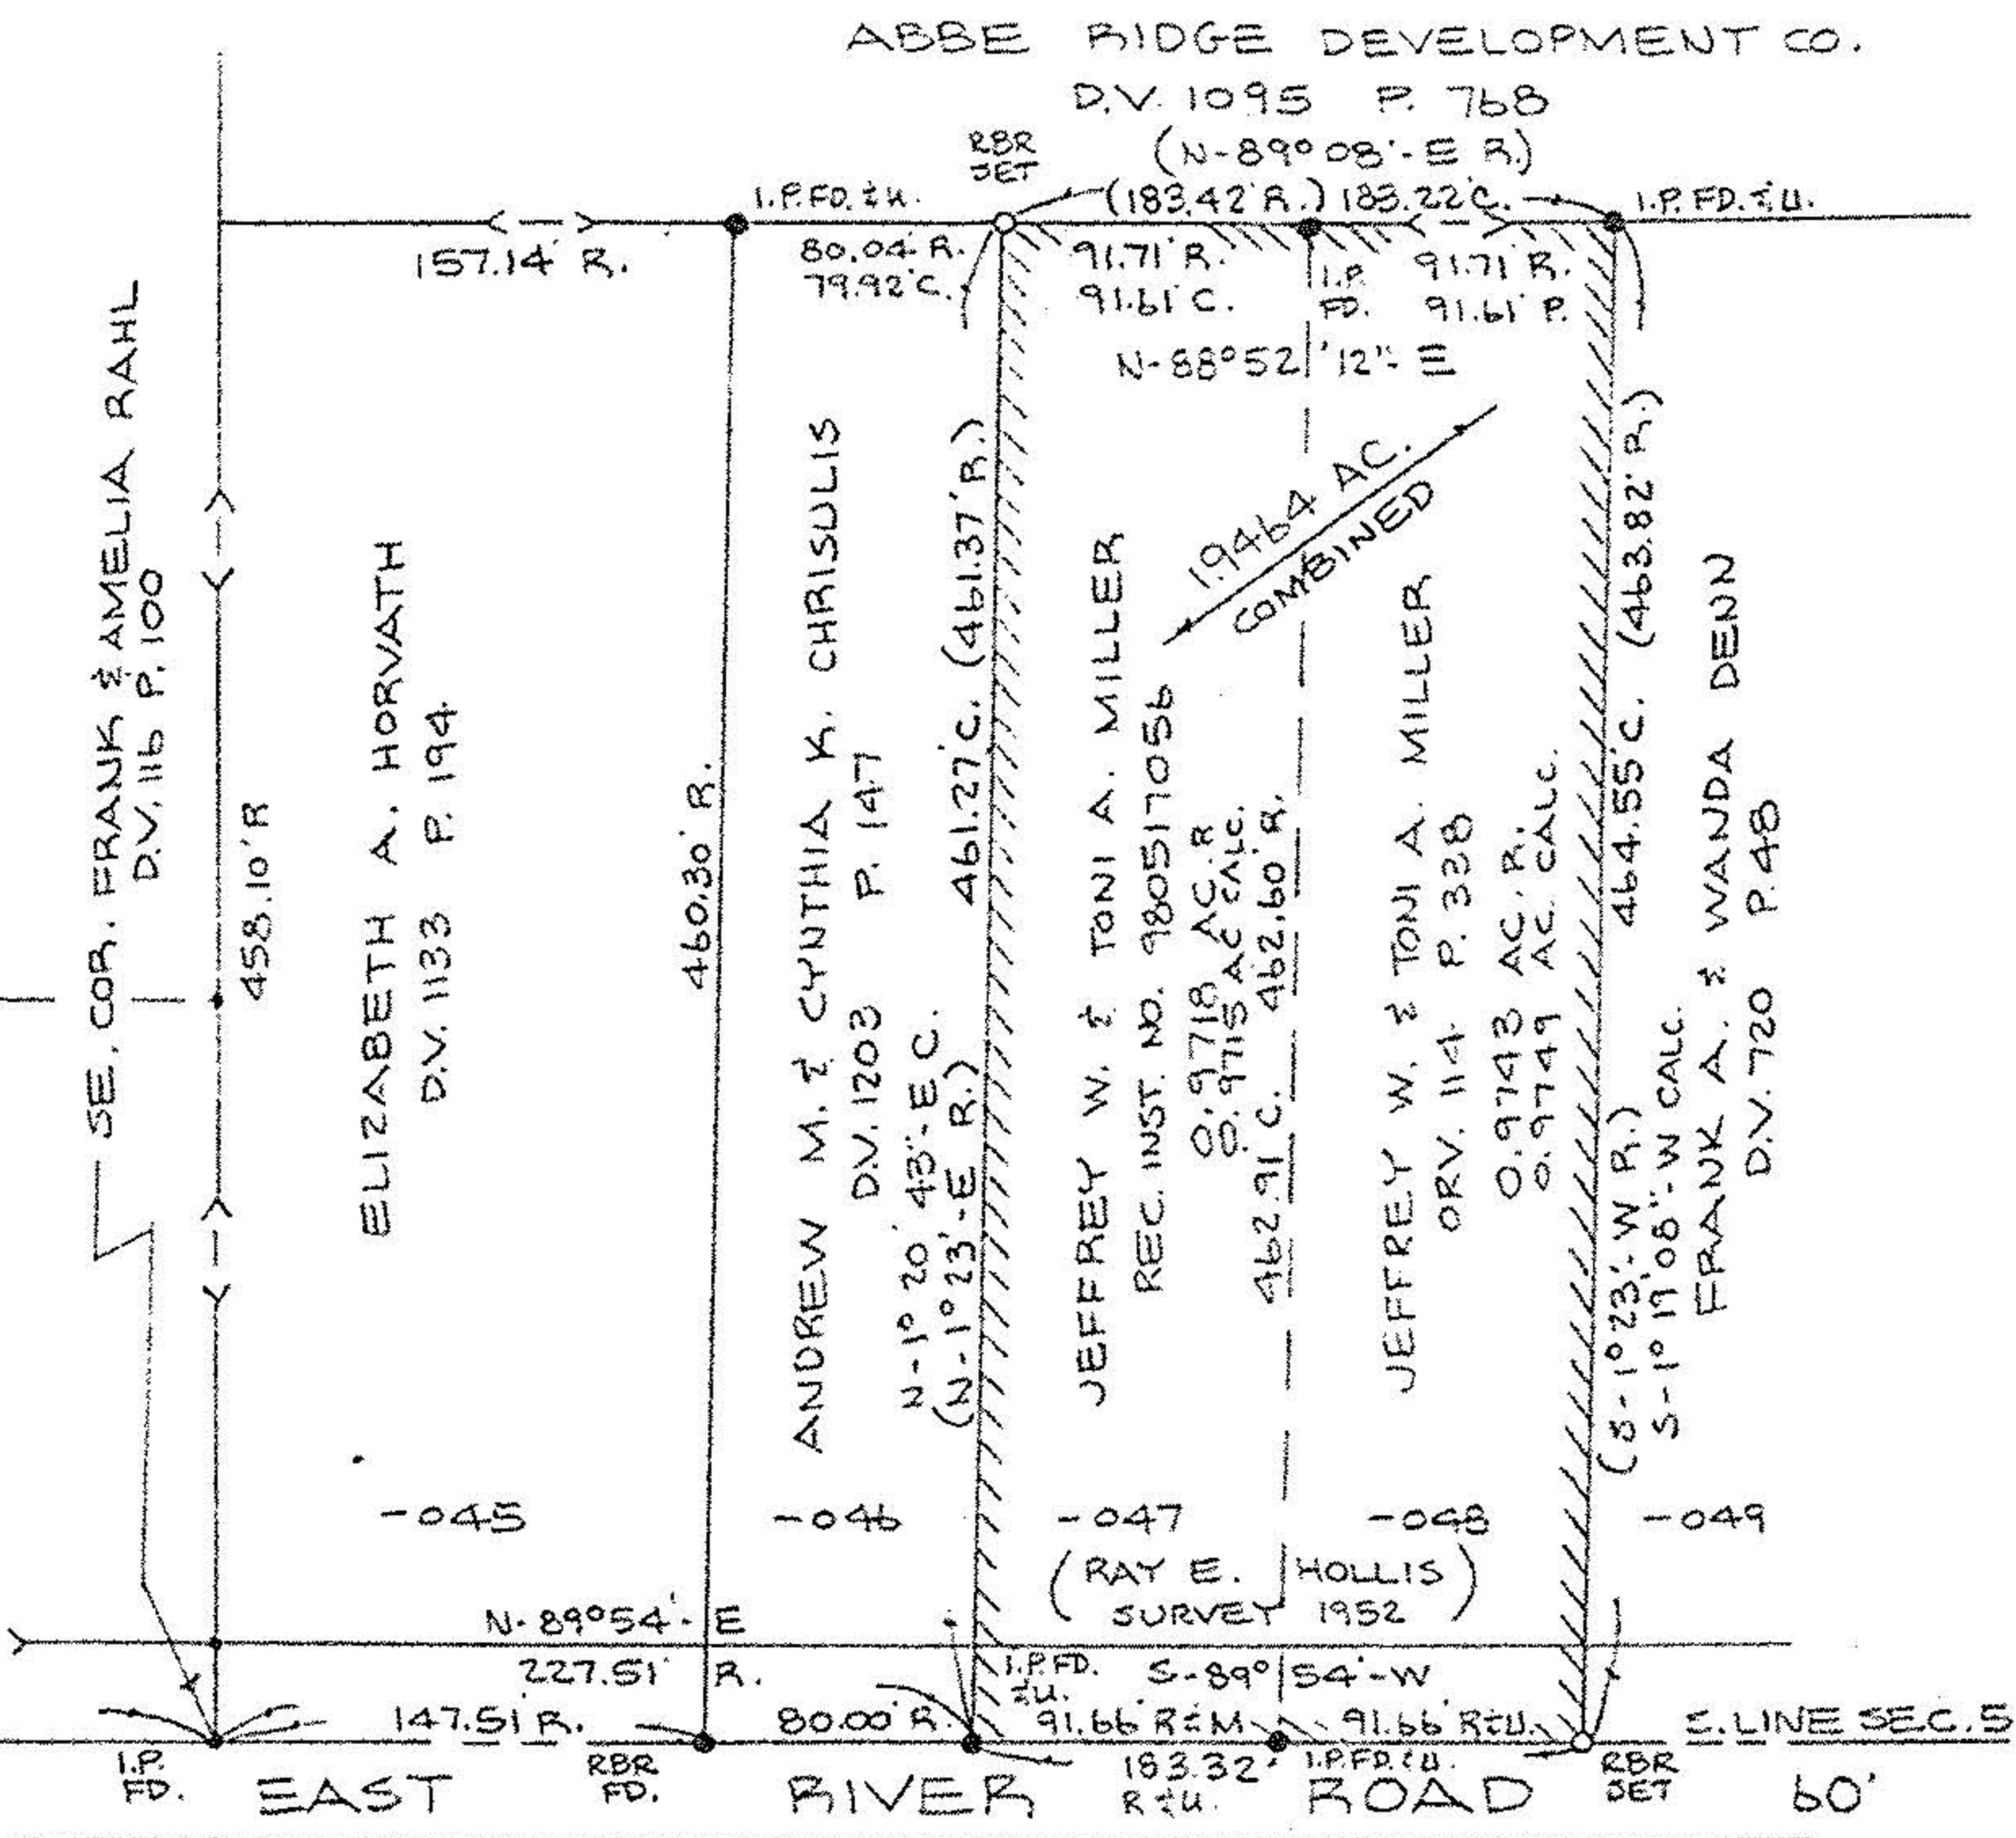 ABBE RIDGE DEVELOPMENT CO.
D.V. 1095 P. 768
(N-89°08'-E R.)
RBR
SET
(183.42' R.) 183.22' C.
I.P. FD. & U.
I.P. FD. & U.
157.14' R.
80.04' R.
79.92' C.
91.71' R.
91.61' C.
I.P.
FD.
91.71' R.
91.61' P.
N-88°52'12"-E
1.9464 AC.
COMBINED
SE. COR. FRANK & AMELIA RAHL
D.V. 116 P. 100
458.10' R
ELIZABETH A. HORVATH
D.V. 1133 P. 194
460.30' R.
ANDREW M. & CYNTHIA K. CHRISULIS
D.V. 1203 P. 147
N-1°20'43"-E C.
(N-1°23'-E R.)
461.27' C. (461.37' R.)
JEFFREY W. & TONI A. MILLER
REC. INST. NO. 980517056
0.9718 AC. R
0.9715 AC CALC.
462.91 C. 462.60' R.
JEFFREY W. & TONI A. MILLER
ORV. 114 P. 338
0.9743 AC. R.
0.9749 AC. CALC.
464.55' C. (463.82' R.)
(S-1°23'-W R.)
S-1°19'08"-W CALC.
FRANK A. & WANDA DENN
D.V. 720 P. 48
-045
-046
-047
-048
-049
(RAY E. HOLLIS
SURVEY 1952)
N-89°54'-E
227.51' R.
I.P. FD.
& U.
S-89°54'-W
147.51' R.
80.00' R.
91.66' R & M
91.66' R & U.
S. LINE SEC. 5
I.P.
FD.
RBR
FD.
183.32'
R & U.
I.P. FD. & U.
RBR
SET
EAST RIVER ROAD 60'